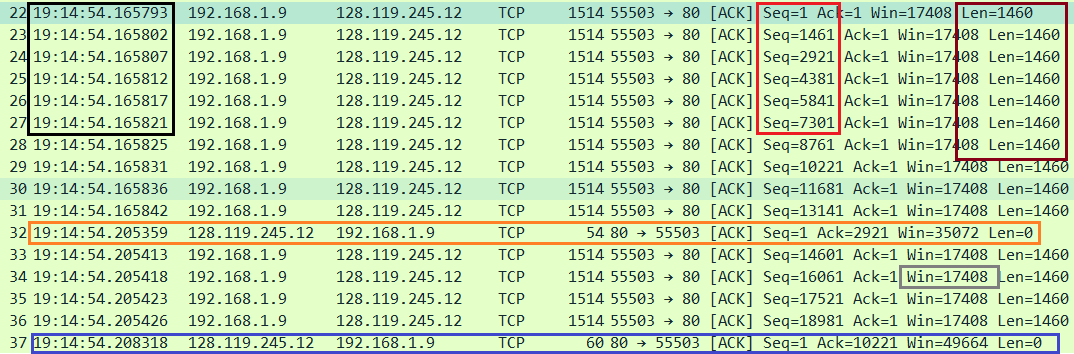 22 19:14:54.165793 192.168.1.9 128.119.245.12 TCP 1514 55503 → 80 [ACK] Seq=1 Ack=1 Win=17408 Len=1460
23 19:14:54.165802 192.168.1.9 128.119.245.12 TCP 1514 55503 → 80 [ACK] Seq=1461 Ack=1 Win=17408 Len=1460
24 19:14:54.165807 192.168.1.9 128.119.245.12 TCP 1514 55503 → 80 [ACK] Seq=2921 Ack=1 Win=17408 Len=1460
25 19:14:54.165812 192.168.1.9 128.119.245.12 TCP 1514 55503 → 80 [ACK] Seq=4381 Ack=1 Win=17408 Len=1460
26 19:14:54.165817 192.168.1.9 128.119.245.12 TCP 1514 55503 → 80 [ACK] Seq=5841 Ack=1 Win=17408 Len=1460
27 19:14:54.165821 192.168.1.9 128.119.245.12 TCP 1514 55503 → 80 [ACK] Seq=7301 Ack=1 Win=17408 Len=1460
28 19:14:54.165825 192.168.1.9 128.119.245.12 TCP 1514 55503 → 80 [ACK] Seq=8761 Ack=1 Win=17408 Len=1460
29 19:14:54.165831 192.168.1.9 128.119.245.12 TCP 1514 55503 → 80 [ACK] Seq=10221 Ack=1 Win=17408 Len=1460
30 19:14:54.165836 192.168.1.9 128.119.245.12 TCP 1514 55503 → 80 [ACK] Seq=11681 Ack=1 Win=17408 Len=1460
31 19:14:54.165842 192.168.1.9 128.119.245.12 TCP 1514 55503 → 80 [ACK] Seq=13141 Ack=1 Win=17408 Len=1460
32 19:14:54.205359 128.119.245.12 192.168.1.9 TCP 54 80 → 55503 [ACK] Seq=1 Ack=2921 Win=35072 Len=0
33 19:14:54.205413 192.168.1.9 128.119.245.12 TCP 1514 55503 → 80 [ACK] Seq=14601 Ack=1 Win=17408 Len=1460
34 19:14:54.205418 192.168.1.9 128.119.245.12 TCP 1514 55503 → 80 [ACK] Seq=16061 Ack=1 Win=17408 Len=1460
35 19:14:54.205423 192.168.1.9 128.119.245.12 TCP 1514 55503 → 80 [ACK] Seq=17521 Ack=1 Win=17408 Len=1460
36 19:14:54.205426 192.168.1.9 128.119.245.12 TCP 1514 55503 → 80 [ACK] Seq=18981 Ack=1 Win=17408 Len=1460
37 19:14:54.208318 128.119.245.12 192.168.1.9 TCP 60 80 → 55503 [ACK] Seq=1 Ack=10221 Win=49664 Len=0